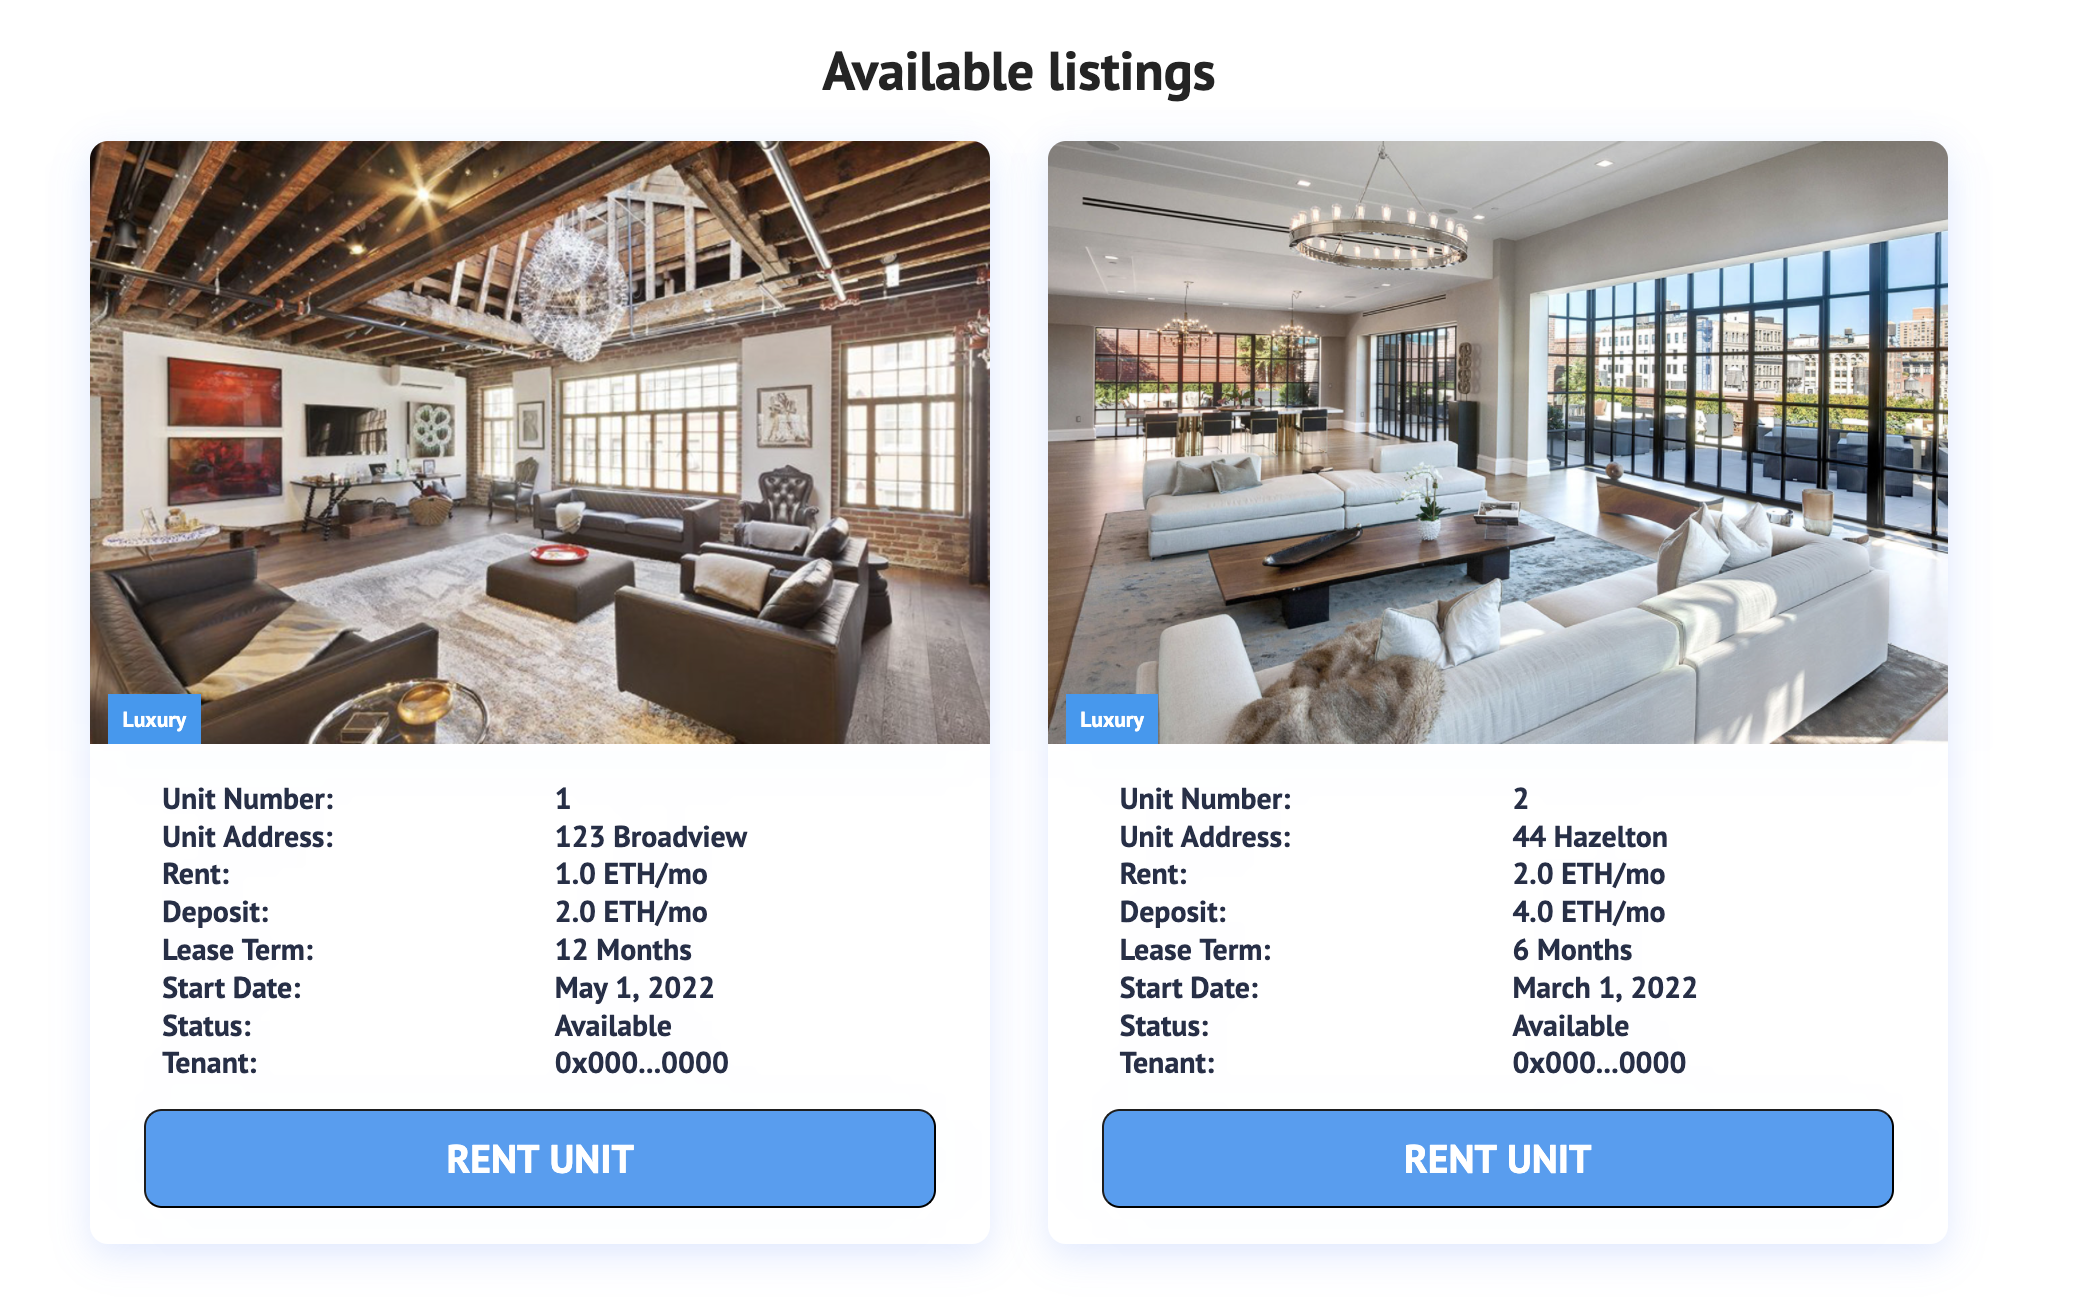 Available listings
Luxury
Unit Number: 1
Unit Address: 123 Broadview
Rent: 1.0 ETH/mo
Deposit: 2.0 ETH/mo
Lease Term: 12 Months
Start Date: May 1, 2022
Status: Available
Tenant: 0x000...0000
RENT UNIT
Luxury
Unit Number: 2
Unit Address: 44 Hazelton
Rent: 2.0 ETH/mo
Deposit: 4.0 ETH/mo
Lease Term: 6 Months
Start Date: March 1, 2022
Status: Available
Tenant: 0x000...0000
RENT UNIT